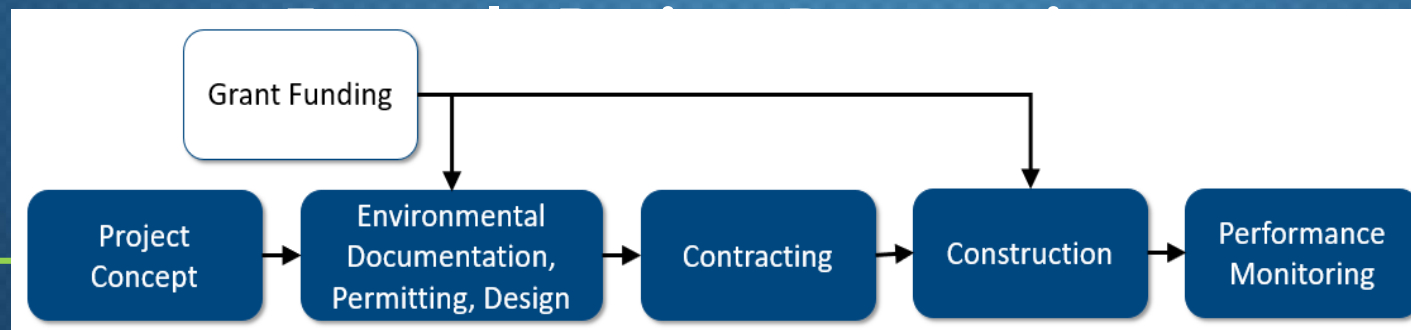 Grant Funding
Project
Concept
Environmental
Documentation,
Permitting, Design
Contracting
Construction
Performance
Monitoring